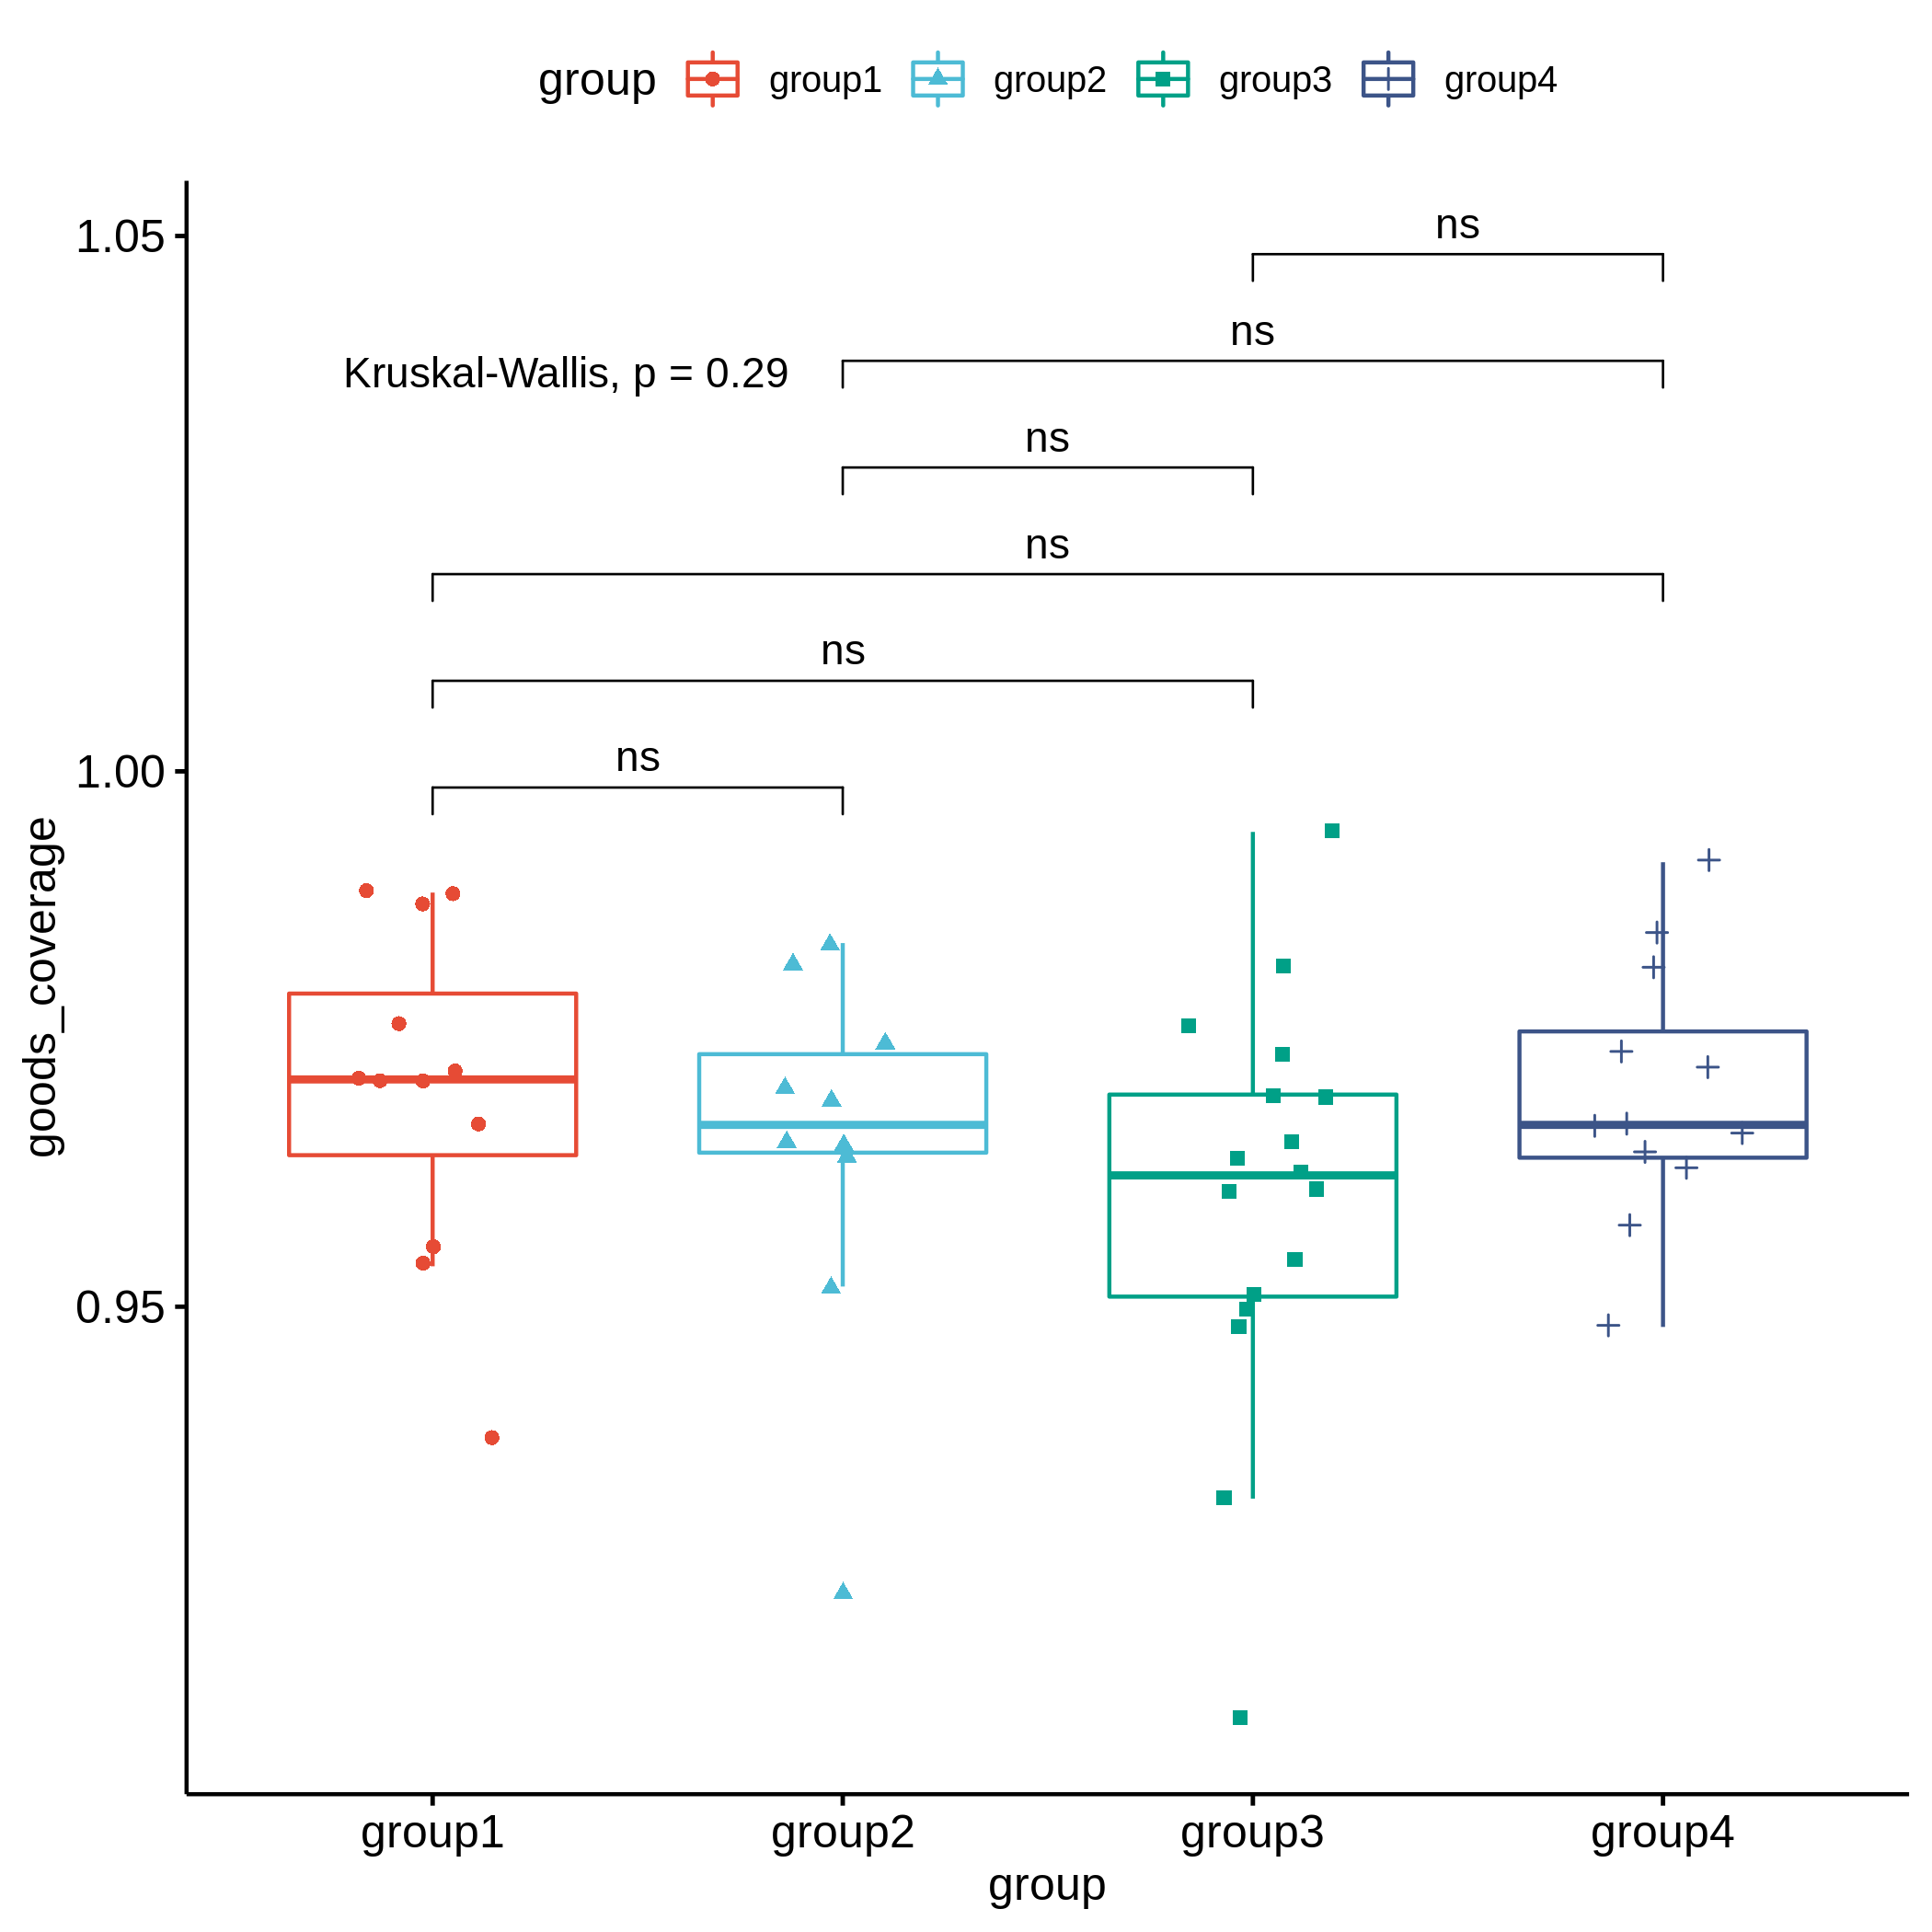 group group1 group2 group3 group4
1.05
ns
ns
Kruskal-Wallis, p = 0.29
ns
ns
ns
ns
1.00
goods_coverage
0.95
group1 group2 group3 group4
group